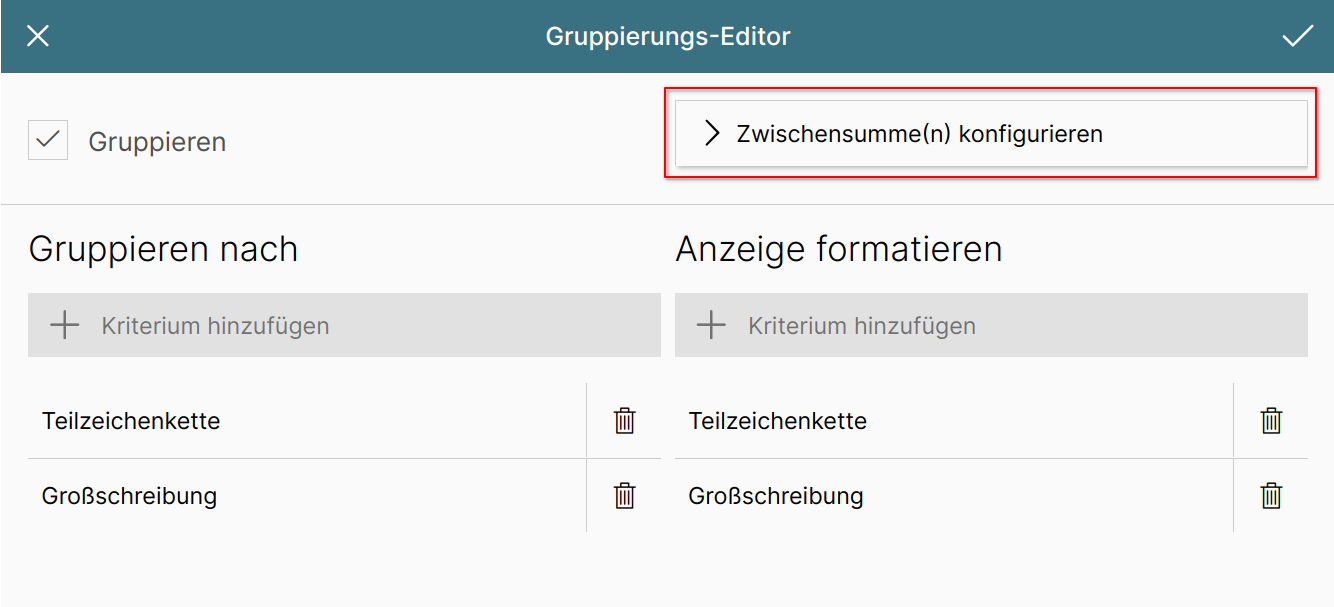 Gruppierungs-Editor
Gruppieren
Zwischensumme(n) konfigurieren
Gruppieren nach
Anzeige formatieren
Kriterium hinzufügen
Kriterium hinzufügen
Teilzeichenkette
Teilzeichenkette
Großschreibung
Großschreibung